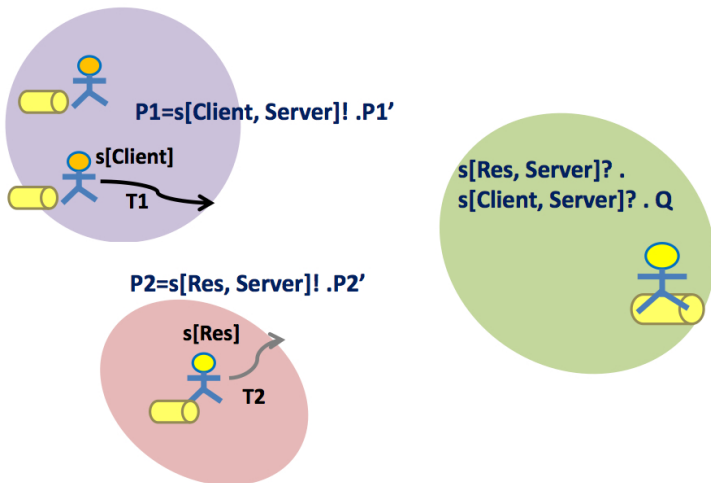 P1=s[Client, Server]! .P1’
s[Client]
T1
s[Res, Server]? .
s[Client, Server]? . Q
P2=s[Res, Server]! .P2’
s[Res]
T2